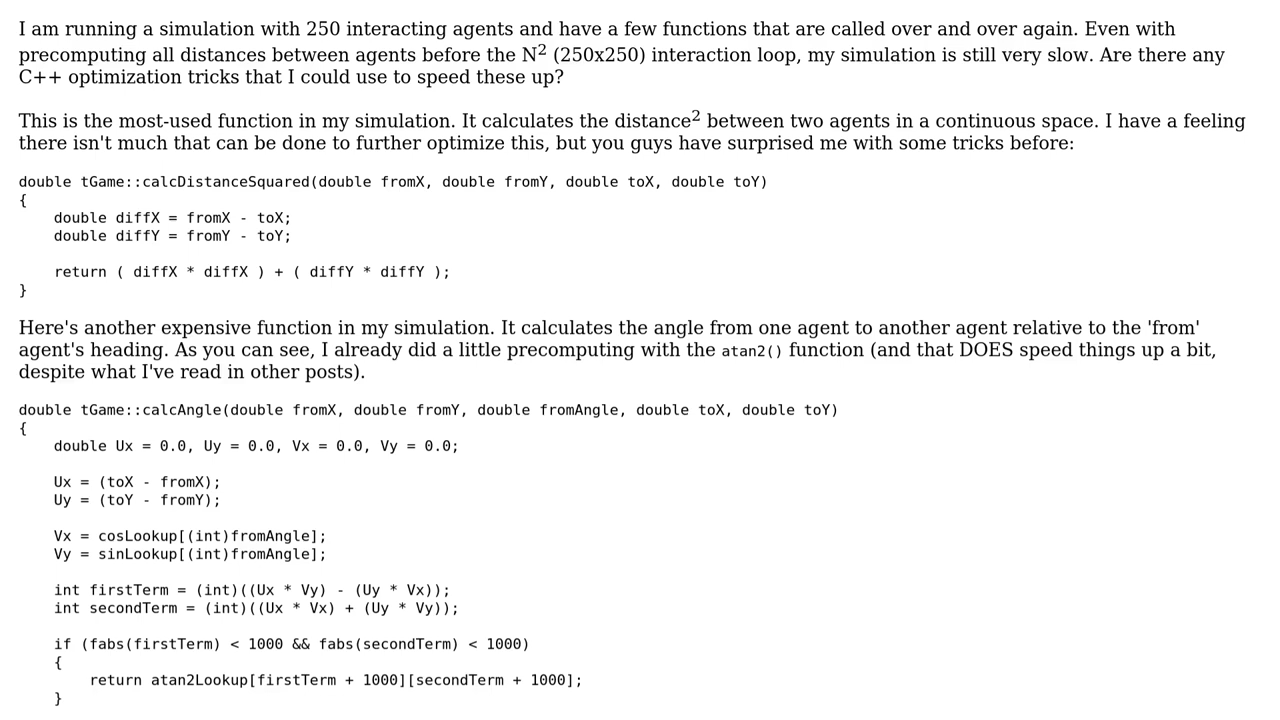 I am running a simulation with 250 interacting agents and have a few functions that are called over and over again. Even with
precomputing all distances between agents before the N² (250x250) interaction loop, my simulation is still very slow. Are there any
C++ optimization tricks that I could use to speed these up?
This is the most-used function in my simulation. It calculates the distance² between two agents in a continuous space. I have a feeling
there isn't much that can be done to further optimize this, but you guys have surprised me with some tricks before:
double tGame::calcDistanceSquared(double fromX, double fromY, double toX, double toY)
{
    double diffX = fromX - toX;
    double diffY = fromY - toY;
    return ( diffX * diffX ) + ( diffY * diffY );
}
Here's another expensive function in my simulation. It calculates the angle from one agent to another agent relative to the 'from'
agent's heading. As you can see, I already did a little precomputing with the atan2() function (and that DOES speed things up a bit,
despite what I've read in other posts).
double tGame::calcAngle(double fromX, double fromY, double fromAngle, double toX, double toY)
{
    double Ux = 0.0, Uy = 0.0, Vx = 0.0, Vy = 0.0;
    Ux = (toX - fromX);
    Uy = (toY - fromY);
    Vx = cosLookup[(int)fromAngle];
    Vy = sinLookup[(int)fromAngle];
    int firstTerm = (int)((Ux * Vy) - (Uy * Vx));
    int secondTerm = (int)((Ux * Vx) + (Uy * Vy));
    if (fabs(firstTerm) < 1000 && fabs(secondTerm) < 1000)
    {
        return atan2Lookup[firstTerm + 1000][secondTerm + 1000];
    }